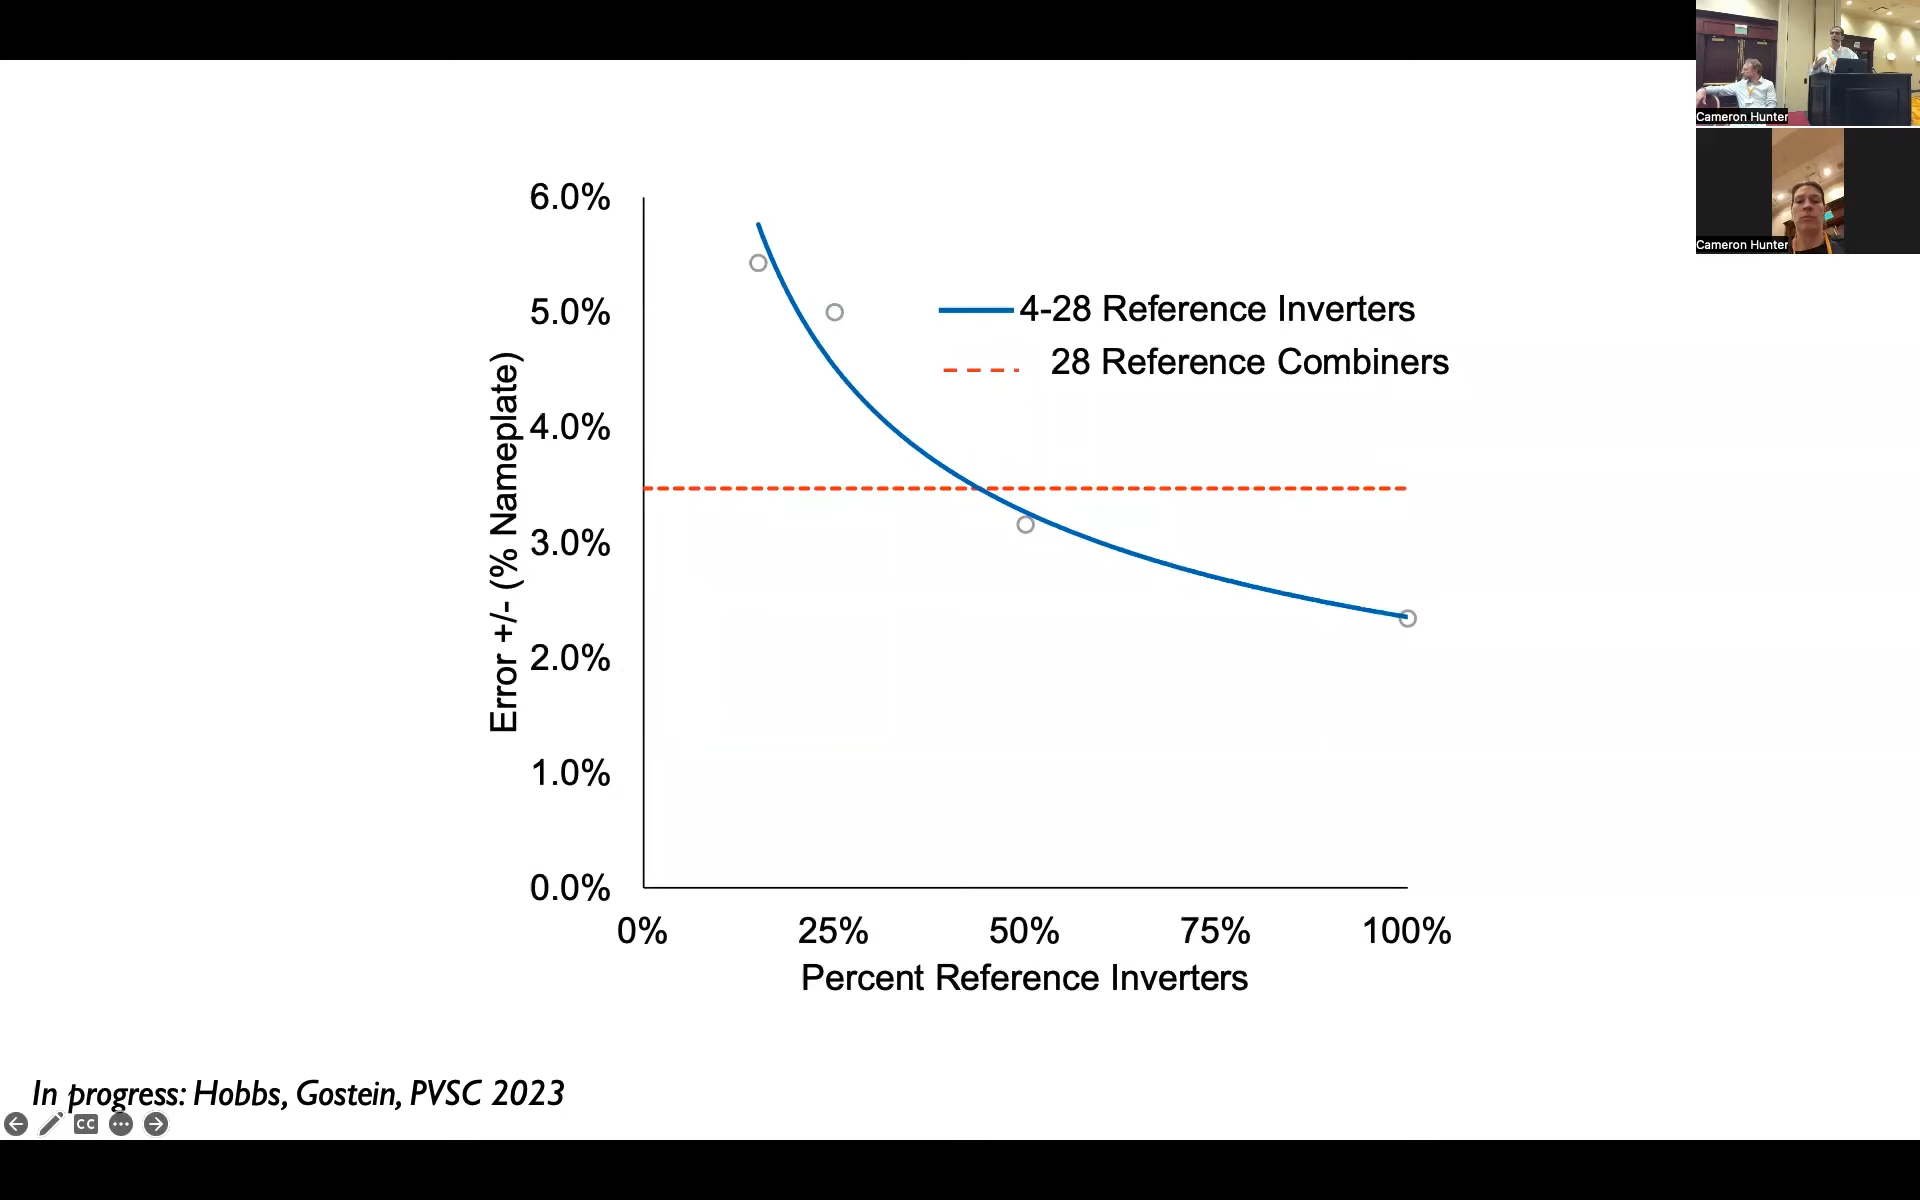 Cameron Hunter
Cameron Hunter
6.0%
5.0%
4.0%
3.0%
2.0%
1.0%
0.0%
Error +/- (% Nameplate)
4-28 Reference Inverters
28 Reference Combiners
0% 25% 50% 75% 100%
Percent Reference Inverters
In progress: Hobbs, Gostein, PVSC 2023
CC